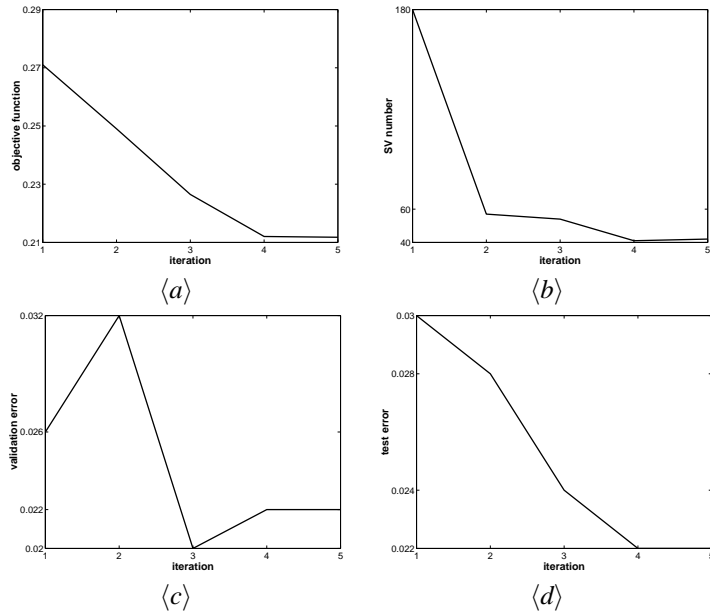 0.29
0.27
0.25
0.23
0.21
objective function
1 2 3 4 5
iteration
⟨a⟩
180
60
40
SV number
1 2 3 4 5
iteration
⟨b⟩
0.032
0.026
0.022
0.02
validation error
1 2 3 4 5
iteration
⟨c⟩
0.03
0.028
0.024
0.022
test error
1 2 3 4 5
iteration
⟨d⟩